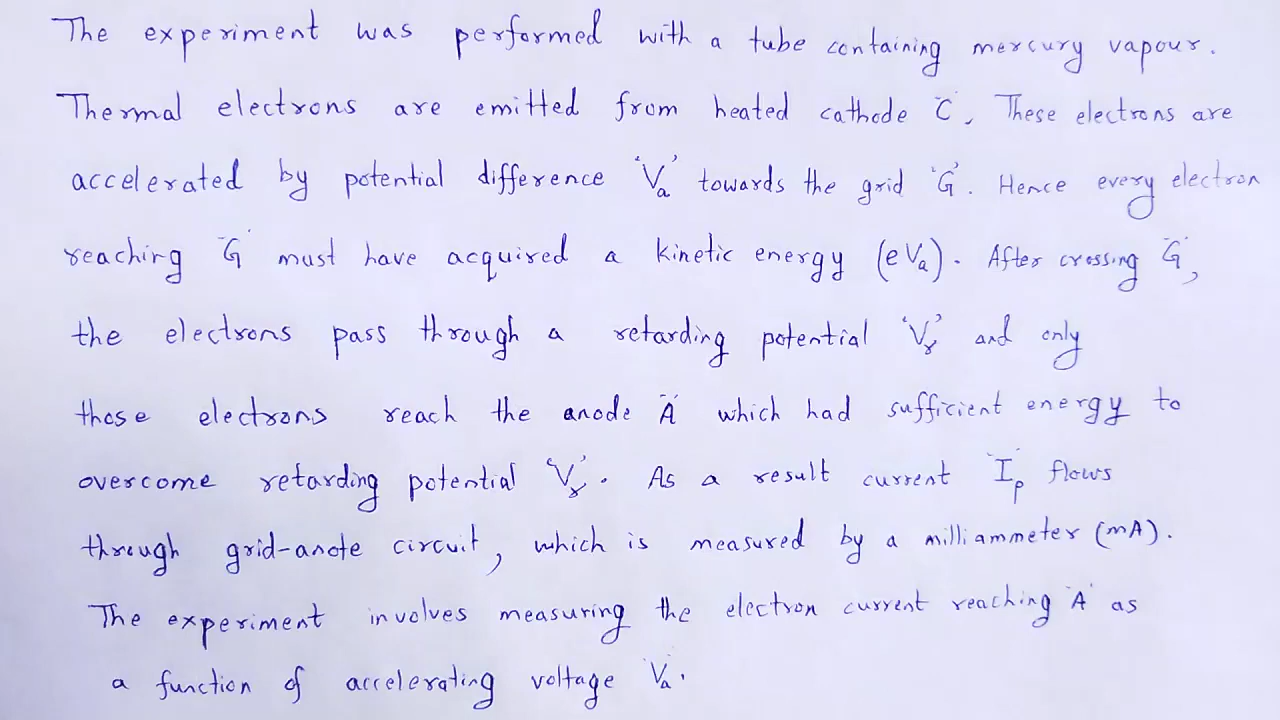 The experiment was performed with a tube containing mercury vapour.
Thermal electrons are emitted from heated cathode 'C'. These electrons are
accelerated by potential difference 'Vₐ' towards the grid 'G'. Hence every electron
reaching 'G' must have acquired a kinetic energy (eVₐ). After crossing 'G',
the electrons pass through a retarding potential 'Vᵣ' and only
those electrons reach the anode 'A' which had sufficient energy to
overcome retarding potential 'Vᵣ'. As a result current 'Iₚ' flows
through grid-anote circuit, which is measured by a milliammeter (mA).
The experiment involves measuring the electron current reaching 'A' as
a function of accelerating voltage 'Vₐ'.